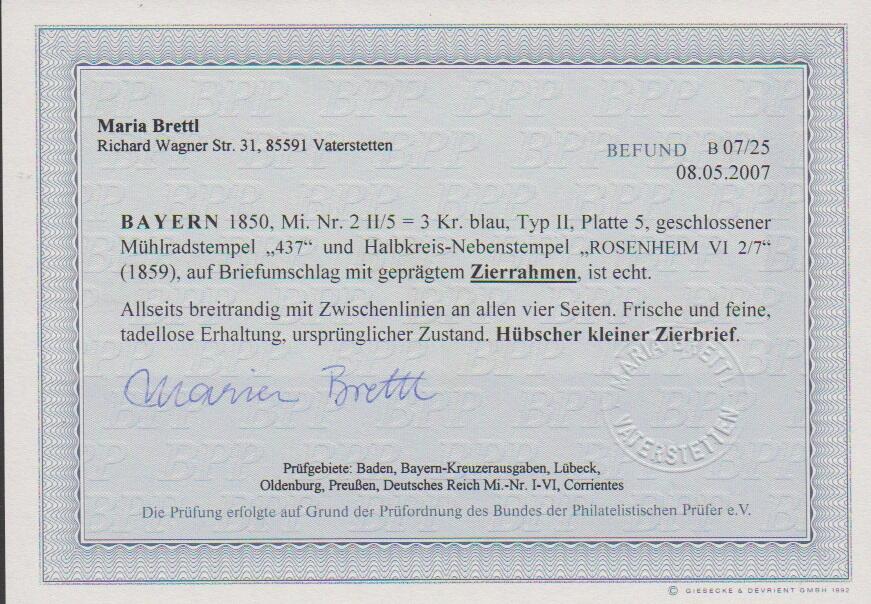 Maria Brettl
Richard Wagner Str. 31, 85591 Vaterstetten
BEFUND B 07/25
08.05.2007
BAYERN 1850, Mi. Nr. 2 II/5 = 3 Kr. blau, Typ II, Platte 5, geschlossener
Mühlradstempel „437“ und Halbkreis-Nebenstempel „ROSENHEIM VI 2/7“
(1859), auf Briefumschlag mit geprägtem Zierrahmen, ist echt.
Allseits breitrandig mit Zwischenlinien an allen vier Seiten. Frische und feine,
tadellose Erhaltung, ursprünglicher Zustand. Hübscher kleiner Zierbrief.
Maria Brettl
MARIA BRETTL
VATERSTETTEN
Prüfgebiete: Baden, Bayern-Kreuzerausgaben, Lübeck,
Oldenburg, Preußen, Deutsches Reich Mi.-Nr. I-VI, Corrientes
Die Prüfung erfolgte auf Grund der Prüfordnung des Bundes der Philatelistischen Prüfer e.V.
© GIESECKE & DEVRIENT GMBH 1992